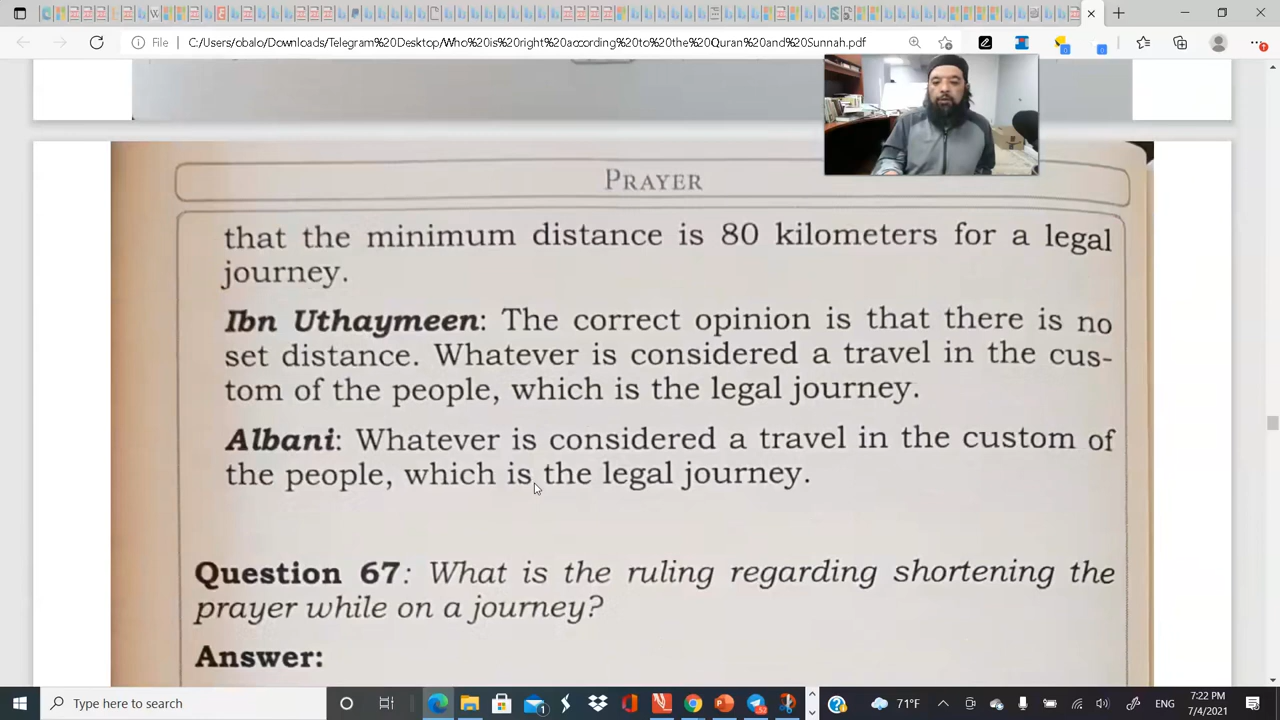 File
C:/Users/obalo/Downloads/Telegram%20Desktop/Who%20is%20right%20according%20to%20the%20Quran%20and%20Sunnah.pdf
PRAYER
that the minimum distance is 80 kilometers for a legal
journey.
Ibn Uthaymeen: The correct opinion is that there is no
set distance. Whatever is considered a travel in the cus-
tom of the people, which is the legal journey.
Albani: Whatever is considered a travel in the custom of
the people, which is the legal journey.
Question 67: What is the ruling regarding shortening the
prayer while on a journey?
Answer:
Type here to search
71°F
ENG
7:22 PM
7/4/2021